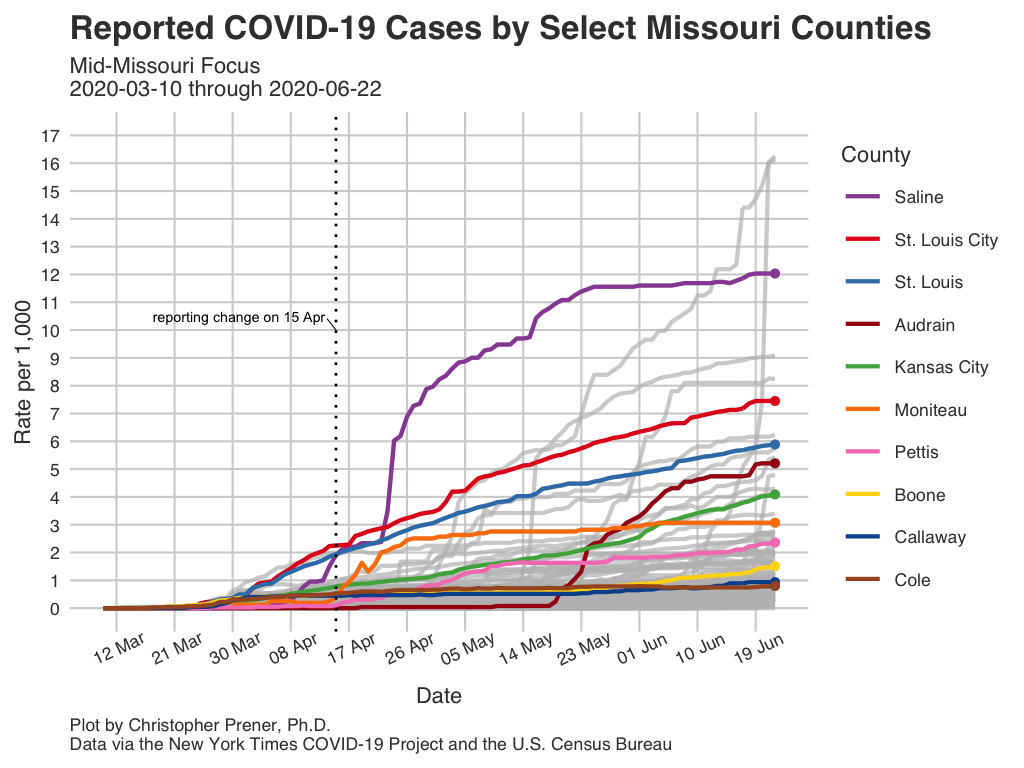 Reported COVID-19 Cases by Select Missouri Counties
Mid-Missouri Focus
2020-03-10 through 2020-06-22
17
16
15
14
13
12
11
10
9
8
7
6
5
4
3
2
1
0
Rate per 1,000
reporting change on 15 Apr
12 Mar
21 Mar
30 Mar
08 Apr
17 Apr
26 Apr
05 May
14 May
23 May
01 Jun
10 Jun
19 Jun
Date
County
Saline
St. Louis City
St. Louis
Audrain
Kansas City
Moniteau
Pettis
Boone
Callaway
Cole
Plot by Christopher Prener, Ph.D.
Data via the New York Times COVID-19 Project and the U.S. Census Bureau